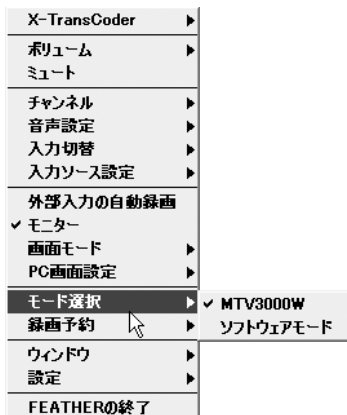 X-TransCoder
ボリューム
ミュート
チャンネル
音声設定
入力切替
入力ソース設定
外部入力の自動録画
モニター
画面モード
PC画面設定
モード選択
MTV3000W
録画予約
ソフトウェアモード
ウィンドウ
設定
FEATHERの終了